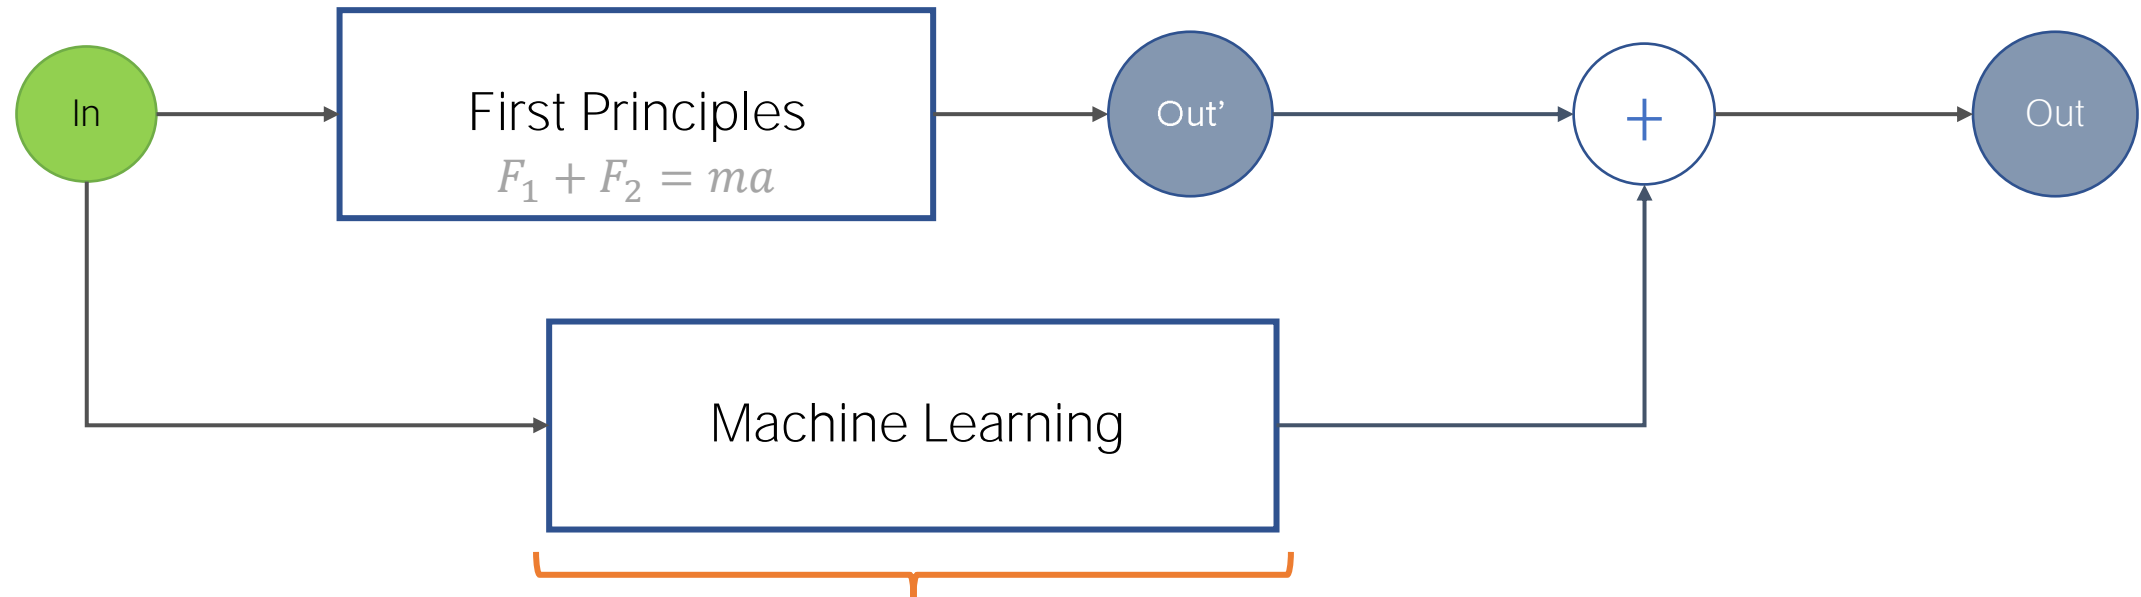 In
First Principles
F₁ + F₂ = ma
Out’
+
Out
Machine Learning